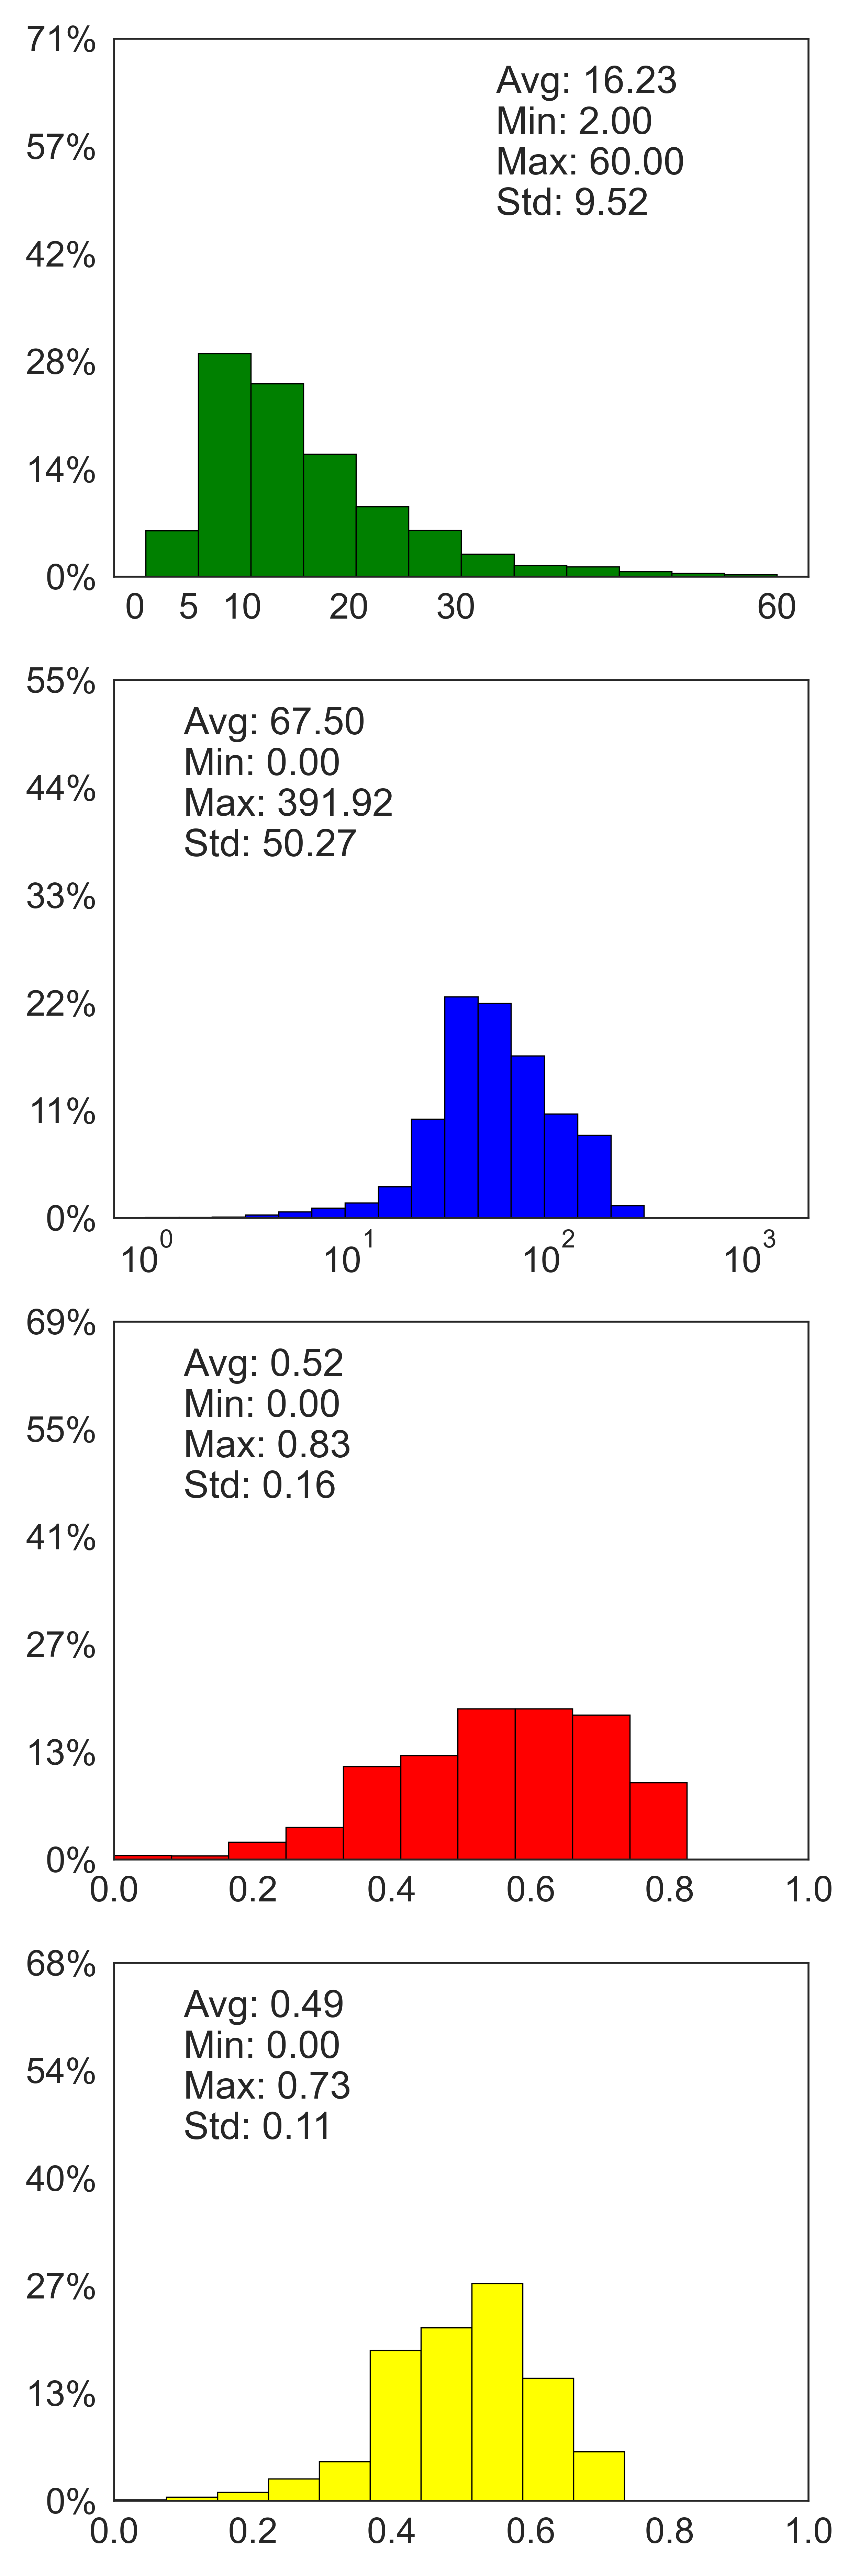 71%
Avg: 16.23
Min: 2.00
57%
Max: 60.00
Std: 9.52
42%
28%
14%
0%
0 5 10 20 30 60
55%
Avg: 67.50
Min: 0.00
44%
Max: 391.92
Std: 50.27
33%
22%
11%
0%
10^0 10^1 10^2 10^3
69%
Avg: 0.52
Min: 0.00
55%
Max: 0.83
Std: 0.16
41%
27%
13%
0%
0.0 0.2 0.4 0.6 0.8 1.0
68%
Avg: 0.49
Min: 0.00
54%
Max: 0.73
Std: 0.11
40%
27%
13%
0%
0.0 0.2 0.4 0.6 0.8 1.0